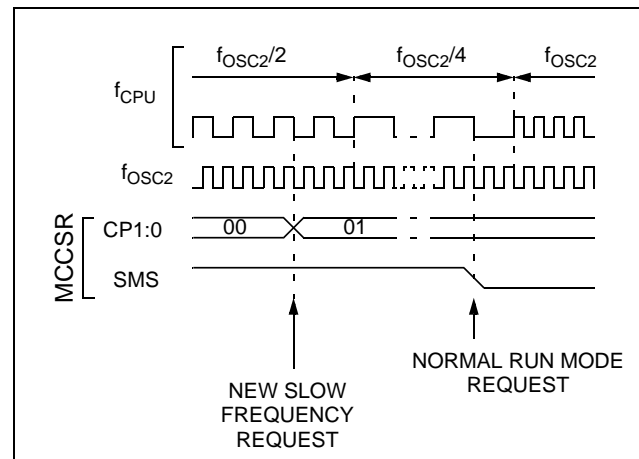 fOSC2/2
fOSC2/4
fOSC2
fCPU
fOSC2
MCCSR
CP1:0
00
01
SMS
NEW SLOW
FREQUENCY
REQUEST
NORMAL RUN MODE
REQUEST